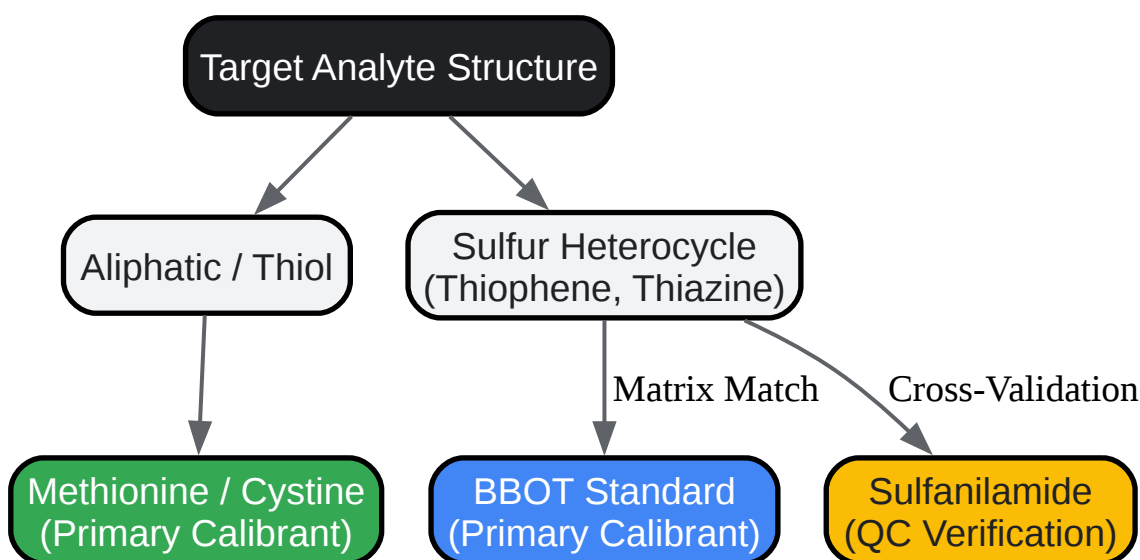 Target Analyte Structure
Aliphatic / Thiol
Sulfur Heterocycle
(Thiophene, Thiazine)
Matrix Match
Cross-Validation
Methionine / Cystine
(Primary Calibrant)
BBOT Standard
(Primary Calibrant)
Sulfanilamide
(QC Verification)